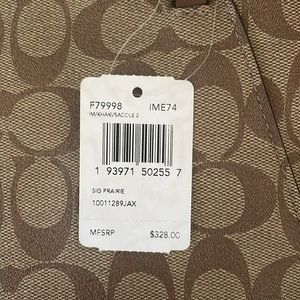 F79998 IME74
IM/KHAKI/SADDLE 2
1 93971 50255 7
SIG PRAIRIE
10011289JAX
MFSRP $328.00